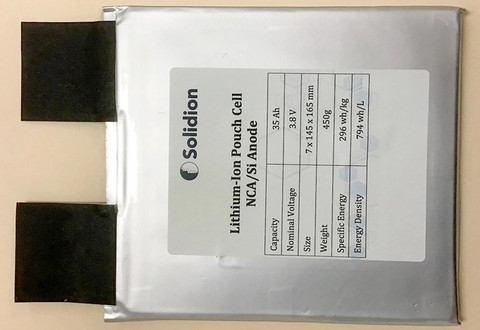 Solidion
Lithium-Ion Pouch Cell
NCA/Si Anode
Capacity 35 Ah
Nominal Voltage 3.8 V
Size 7 x 145 x 165 mm
Weight 450g
Specific Energy 296 wh/kg
Energy Density 794 wh/L